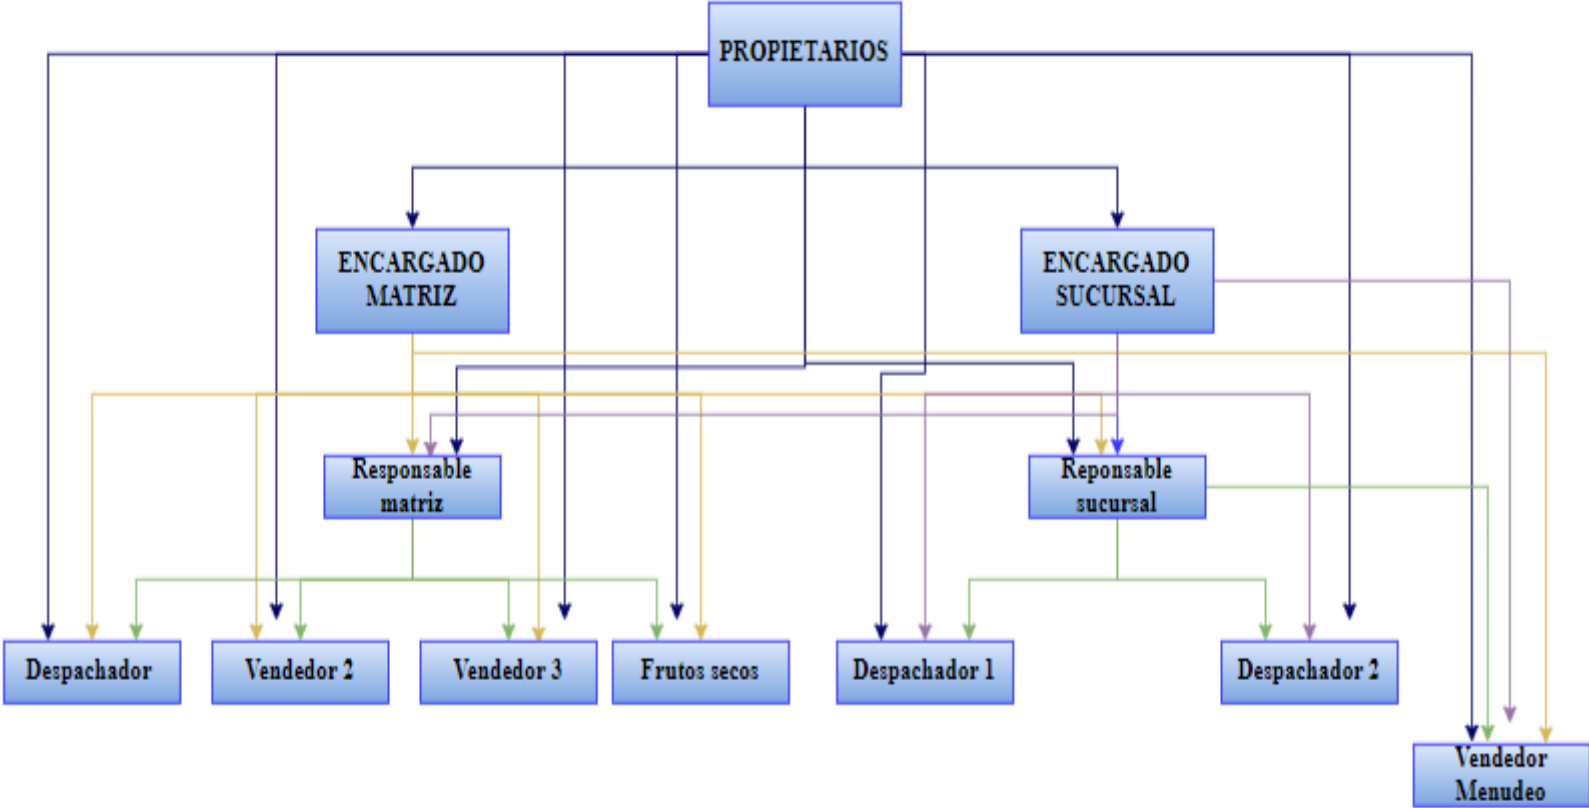 PROPIETARIOS
ENCARGADO
MATRIZ
ENCARGADO
SUCURSAL
Responsable
matriz
Reponsable
sucursal
Despachador
Vendedor 2
Vendedor 3
Frutos secos
Despachador 1
Despachador 2
Vendedor
Menudeo